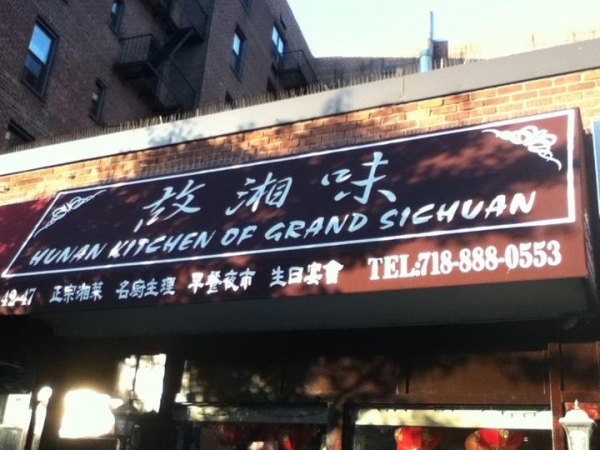 故湘味
HUNAN KITCHEN OF GRAND SICHUAN
42-47 正宗湘菜 名廚主理 早餐夜市 生日宴會 TEL:718-888-0553